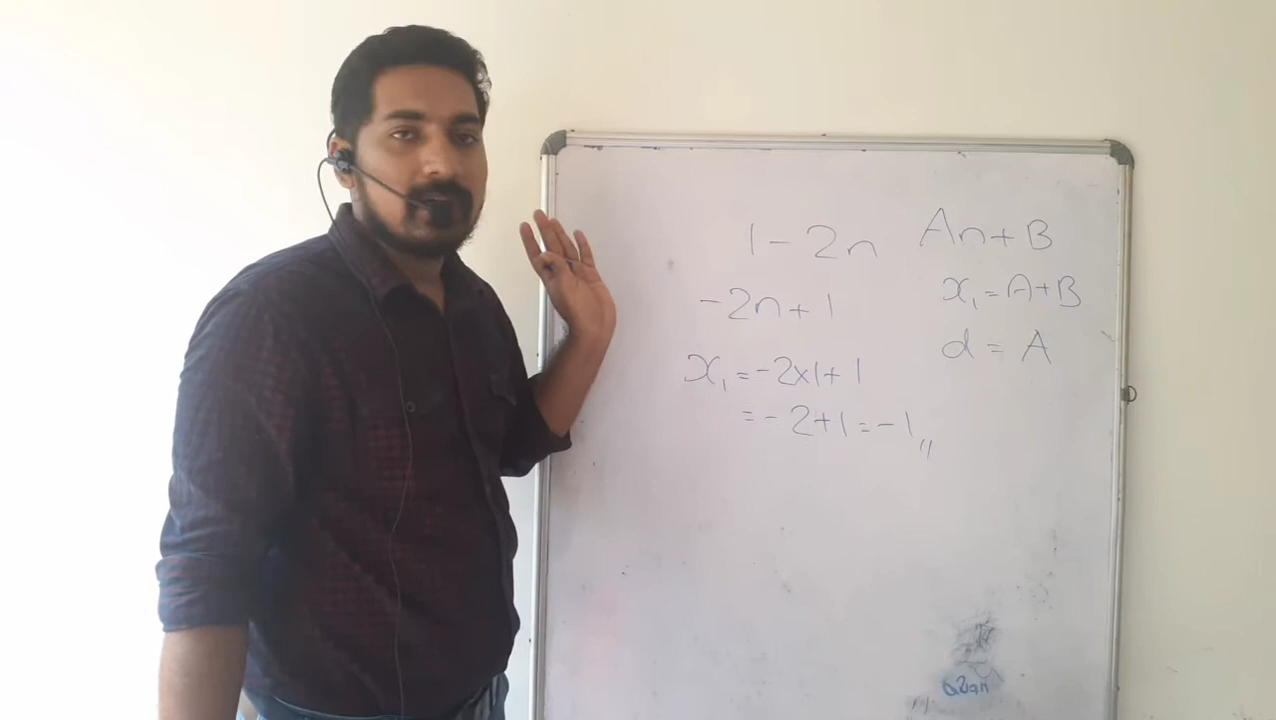 1 - 2n
-2n + 1
x₁ = -2x1 + 1
= - 2 + 1 = -1,,
An + B
x₁ = A + B
d = A